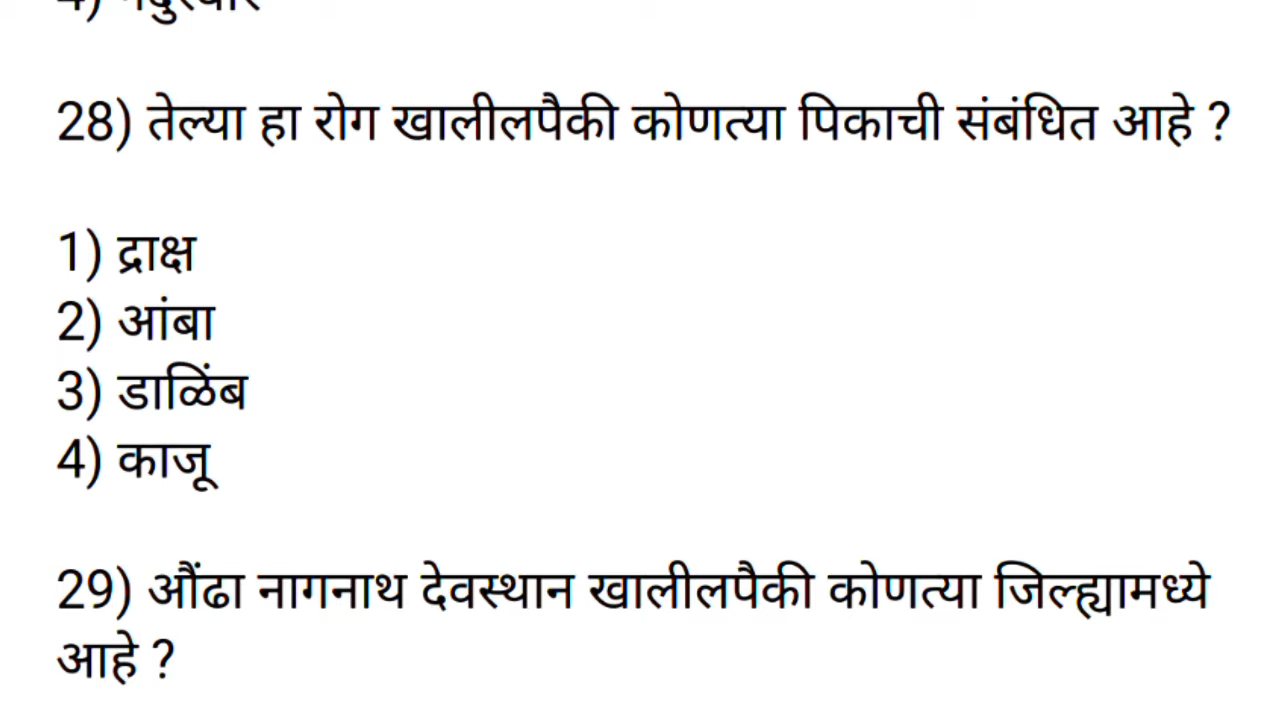 28) तेल्या हा रोग खालीलपैकी कोणत्या पिकाची संबंधित आहे ?
1) द्राक्ष
2) आंबा
3) डाळिंब
4) काजू
29) औंढा नागनाथ देवस्थान खालीलपैकी कोणत्या जिल्ह्यामध्ये
आहे ?